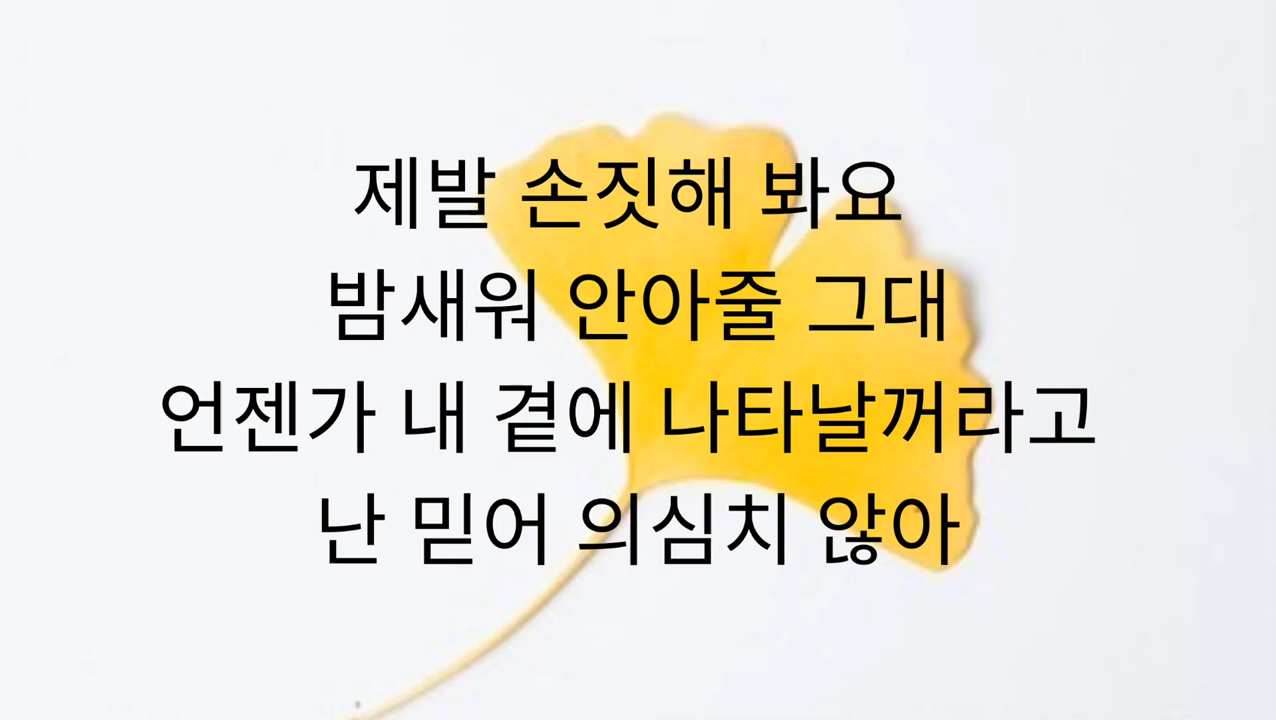 제발 손짓해 봐요
밤새워 안아줄 그대
언젠가 내 곁에 나타날꺼라고
난 믿어 의심치 않아